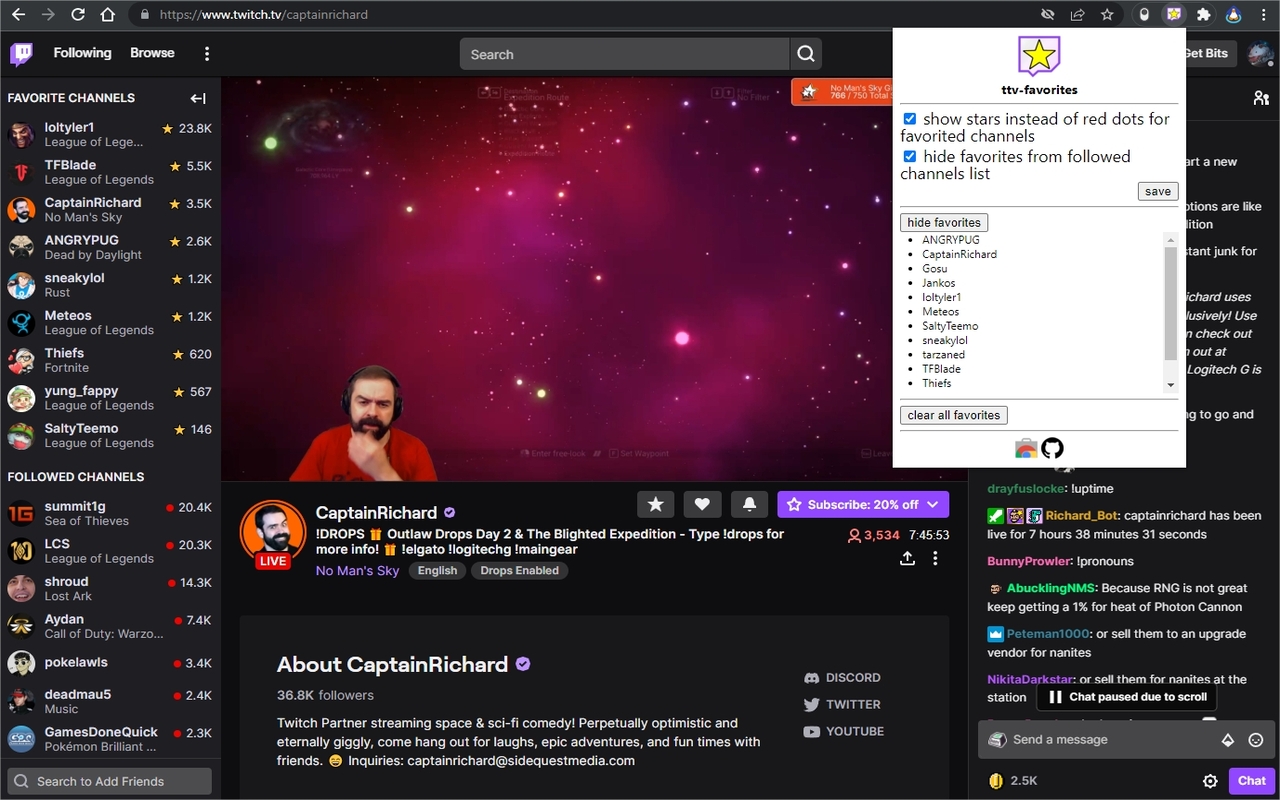 https://www.twitch.tv/captainrichard
Following
Browse
Search
Get Bits
FAVORITE CHANNELS
loltyler1
23.8K
League of Lege...
TFBlade
5.5K
League of Legends
CaptainRichard
3.5K
No Man's Sky
ANGRYPUG
2.6K
Dead by Daylight
sneakylol
1.2K
Rust
Meteos
1.2K
League of Legends
Thiefs
620
Fortnite
yung_fappy
567
League of Legends
SaltyTeemo
146
League of Legends
FOLLOWED CHANNELS
summit1g
20.4K
Sea of Thieves
LCS
20.3K
League of Legends
shroud
14.3K
Lost Ark
Aydan
7.4K
Call of Duty: Warzo...
pokelawls
3.4K
deadmau5
2.4K
Music
GamesDoneQuick
2.3K
Pokémon Brilliant ...
Search to Add Friends
Expedition Route
No Filter
No Man's Sky G
766 / 750 Total
Enter free-look
Set Waypoint
ttv-favorites
show stars instead of red dots for
favorited channels
hide favorites from followed
channels list
save
hide favorites
ANGRYPUG
CaptainRichard
Gosu
Jankos
loltyler1
Meteos
SaltyTeemo
sneakylol
tarzaned
TFBlade
Thiefs
clear all favorites
CaptainRichard
Subscribe: 20% off
!DROPS 🎁 Outlaw Drops Day 2 & The Blighted Expedition - Type !drops for
more info! 🎁 !elgato !logitechg !maingear
3,534
7:45:53
LIVE
No Man's Sky
English
Drops Enabled
About CaptainRichard
36.8K followers
Twitch Partner streaming space & sci-fi comedy! Perpetually optimistic and
eternally giggly, come hang out for laughs, epic adventures, and fun times with
friends. 😄 Inquiries: captainrichard@sidequestmedia.com
DISCORD
TWITTER
YOUTUBE
art a new
ptions are like
dition
stant junk for
ichard uses
lusively! Use
n check out
n out at
Logitech G is
ng to go and
drayfuslocke: !uptime
Richard_Bot: captainrichard has been
live for 7 hours 38 minutes 31 seconds
BunnyProwler: !pronouns
AbucklingNMS: Because RNG is not great
keep getting a 1% for heat of Photon Cannon
Peteman1000: or sell them to an upgrade
vendor for nanites
NikitaDarkstar: or sell them for nanites at the
station
Chat paused due to scroll
Send a message
2.5K
Chat